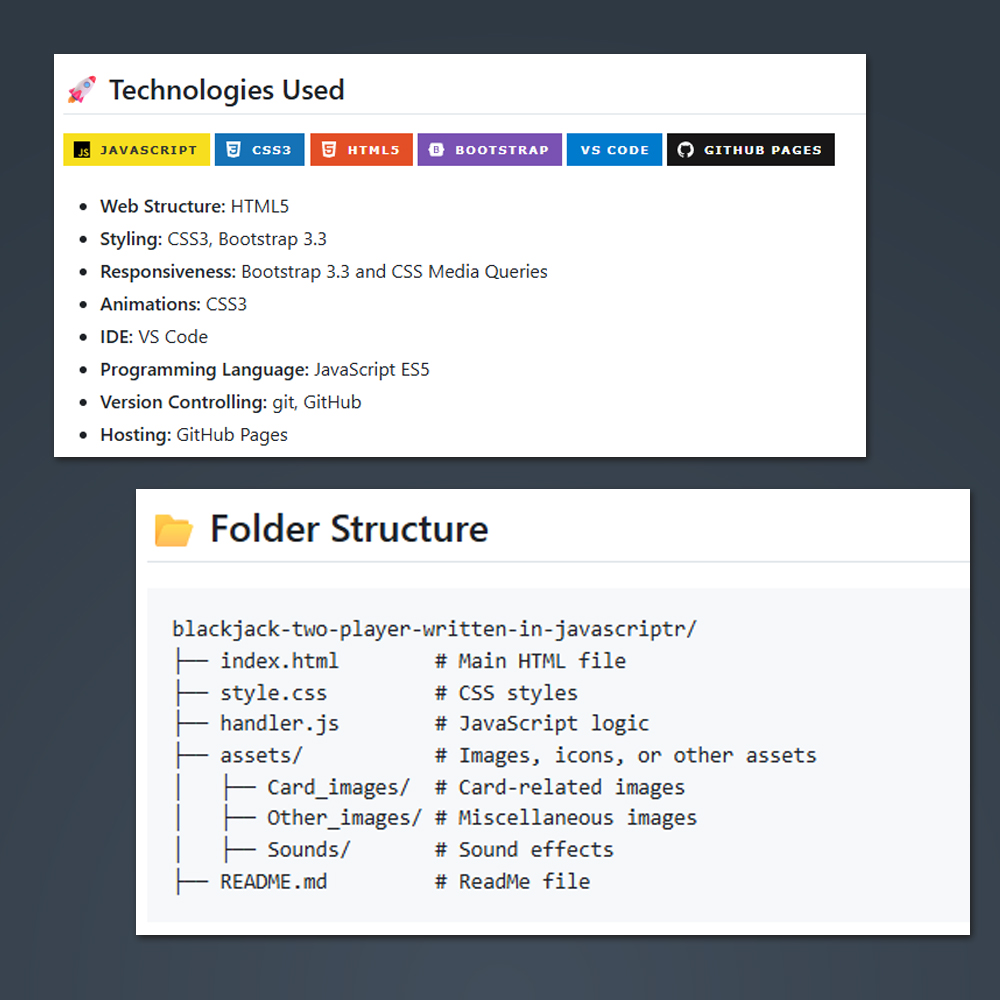 Technologies Used
JS JAVASCRIPT CSS3 HTML5 B BOOTSTRAP VS CODE GITHUB PAGES
• Web Structure: HTML5
• Styling: CSS3, Bootstrap 3.3
• Responsiveness: Bootstrap 3.3 and CSS Media Queries
• Animations: CSS3
• IDE: VS Code
• Programming Language: JavaScript ES5
• Version Controlling: git, GitHub
• Hosting: GitHub Pages
Folder Structure
blackjack-two-player-written-in-javascriptr/
├── index.html # Main HTML file
├── style.css # CSS styles
├── handler.js # JavaScript logic
├── assets/ # Images, icons, or other assets
│   ├── Card_images/ # Card-related images
│   ├── Other_images/ # Miscellaneous images
│   ├── Sounds/ # Sound effects
├── README.md # ReadMe file